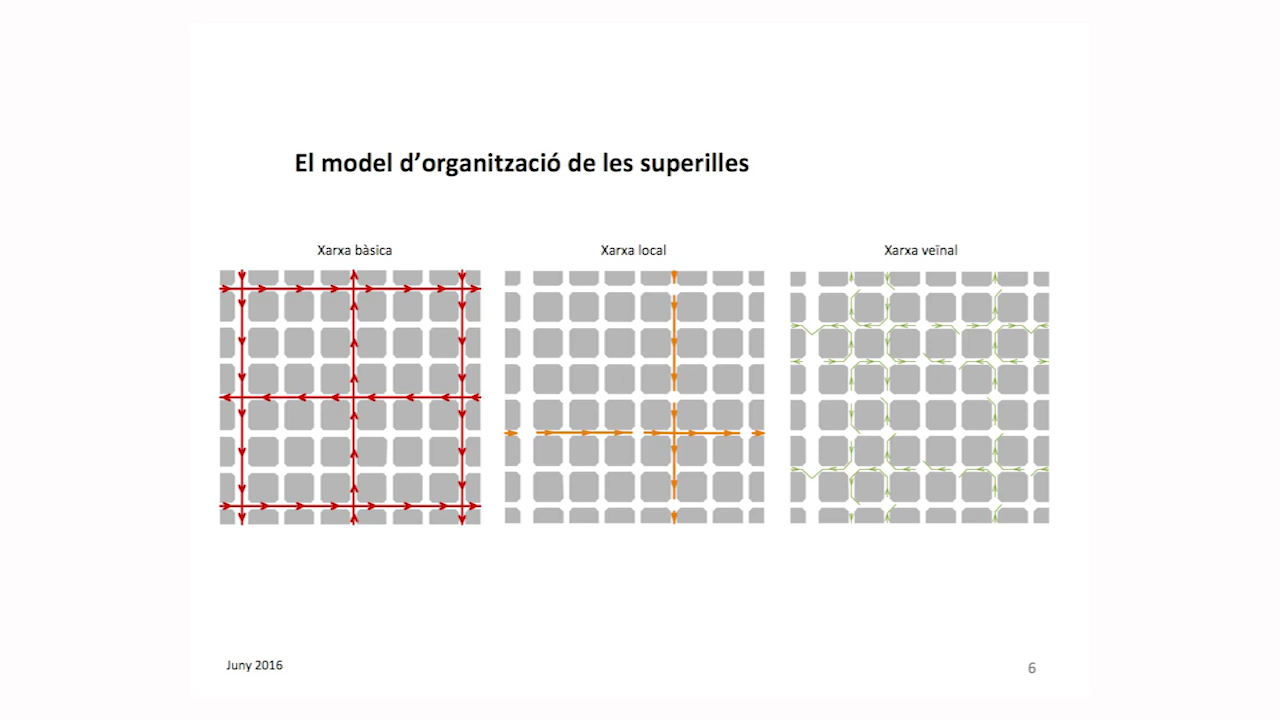 El model d’organització de les superilles
Xarxa bàsica
Xarxa local
Xarxa veïnal
Juny 2016
6